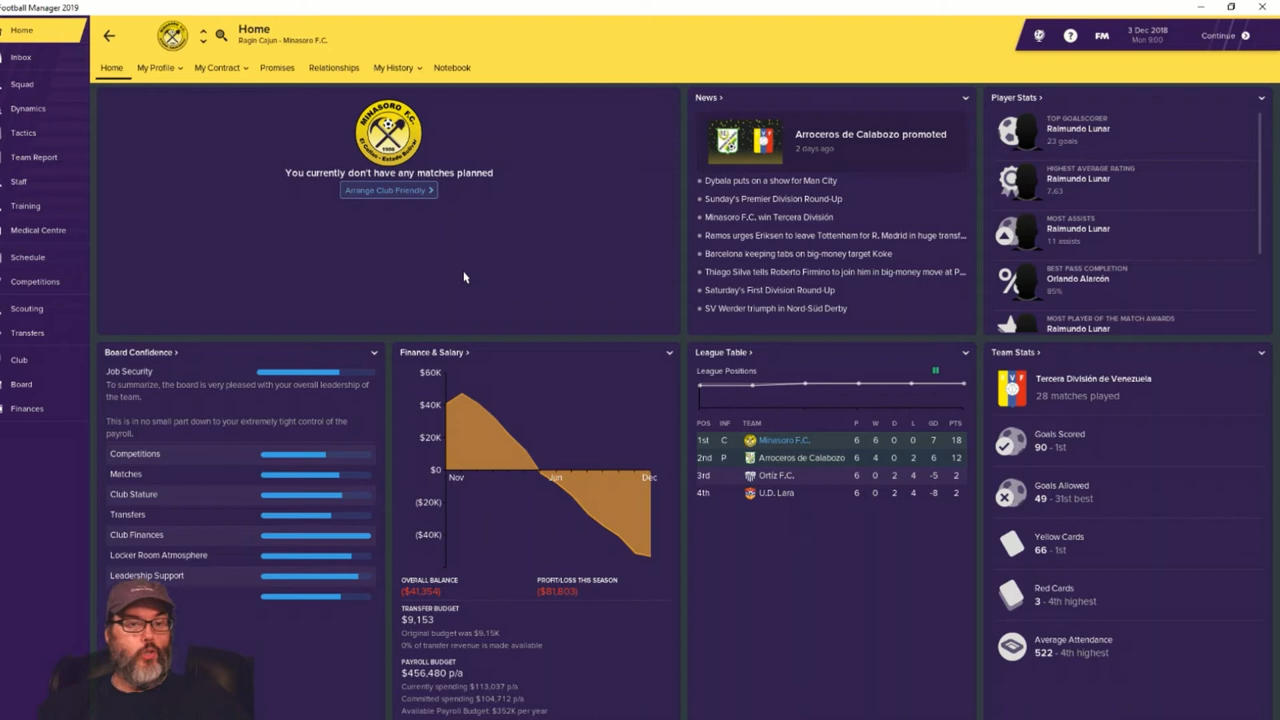 Football Manager 2019
Home
Inbox
Squad
Dynamics
Tactics
Team Report
Staff
Training
Medical Centre
Schedule
Competitions
Scouting
Transfers
Club
Board
Finances
Home
Ragin Cajun - Minasoro F.C.
FM
3 Dec 2018
Mon 9:00
Continue
Home
My Profile
My Contract
Promises
Relationships
My History
Notebook
MINASORO F.C.
You currently don't have any matches planned
Arrange Club Friendly >
News >
Arroceros de Calabozo promoted
2 days ago
Dybala puts on a show for Man City
Sunday's Premier Division Round-Up
Minasoro F.C. win Tercera División
Ramos urges Eriksen to leave Tottenham for R. Madrid in huge transf...
Barcelona keeping tabs on big-money target Koke
Thiago Silva tells Roberto Firmino to join him in big-money move at P...
Saturday's First Division Round-Up
SV Werder triumph in Nord-Süd Derby
Player Stats >
TOP GOALSCORER
Raimundo Lunar
23 goals
HIGHEST AVERAGE RATING
Raimundo Lunar
7.63
MOST ASSISTS
Raimundo Lunar
11 assists
BEST PASS COMPLETION
Orlando Alarcón
85%
MOST PLAYER OF THE MATCH AWARDS
Raimundo Lunar
Board Confidence >
Job Security
To summarize, the board is very pleased with your overall leadership of
the team.
This is in no small part down to your extremely tight control of the
payroll.
Competitions
Matches
Club Stature
Transfers
Club Finances
Locker Room Atmosphere
Leadership Support
Finance & Salary >
$60K
$40K
$20K
$0
($20K)
($40K)
Nov
Jun
Dec
OVERALL BALANCE
($41,354)
PROFIT/LOSS THIS SEASON
($81,803)
TRANSFER BUDGET
$9,153
Original budget was $9.15K
0% of transfer revenue is made available
PAYROLL BUDGET
$456,480 p/a
Currently spending $113,037 p/a
Committed spending $104,712 p/a
Available Payroll Budget: $352K per year
League Table >
League Positions
POS INF TEAM P W D L GD PTS
1st C Minasoro F.C. 6 6 0 0 7 18
2nd P Arroceros de Calabozo 6 4 0 2 6 12
3rd Ortíz F.C. 6 0 2 4 -5 2
4th U.D. Lara 6 0 2 4 -8 2
Team Stats >
Tercera División de Venezuela
28 matches played
Goals Scored
90 - 1st
Goals Allowed
49 - 31st best
Yellow Cards
66 - 1st
Red Cards
3 - 4th highest
Average Attendance
522 - 4th highest